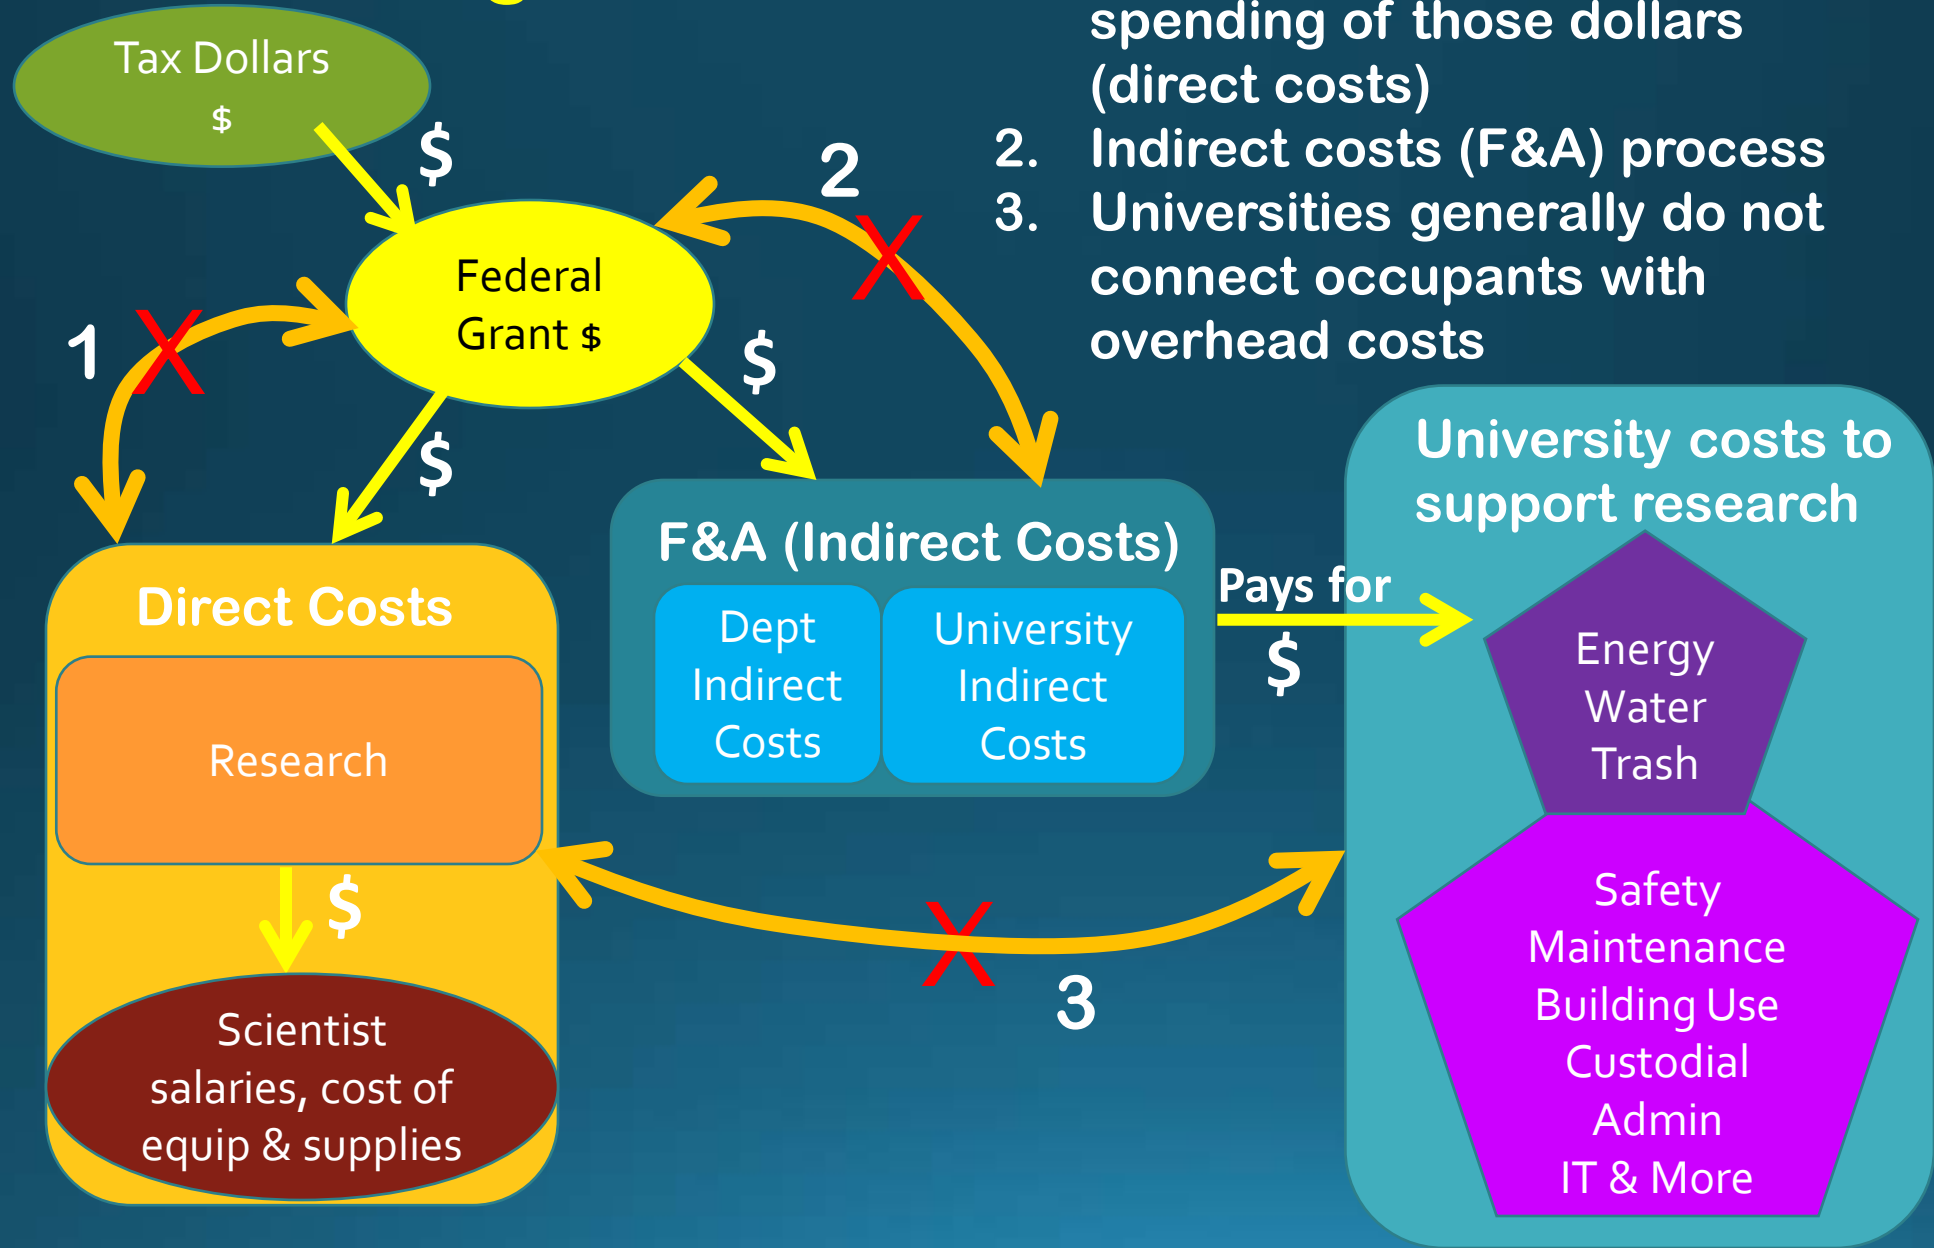 Tax Dollars
$
$
Federal
Grant $
1
X
2
X
$
$
spending of those dollars
(direct costs)
2. Indirect costs (F&A) process
3. Universities generally do not
connect occupants with
overhead costs
Direct Costs
Research
$
Scientist
salaries, cost of
equip & supplies
F&A (Indirect Costs)
Dept
Indirect
Costs
University
Indirect
Costs
Pays for
$
X
3
University costs to
support research
Energy
Water
Trash
Safety
Maintenance
Building Use
Custodial
Admin
IT & More